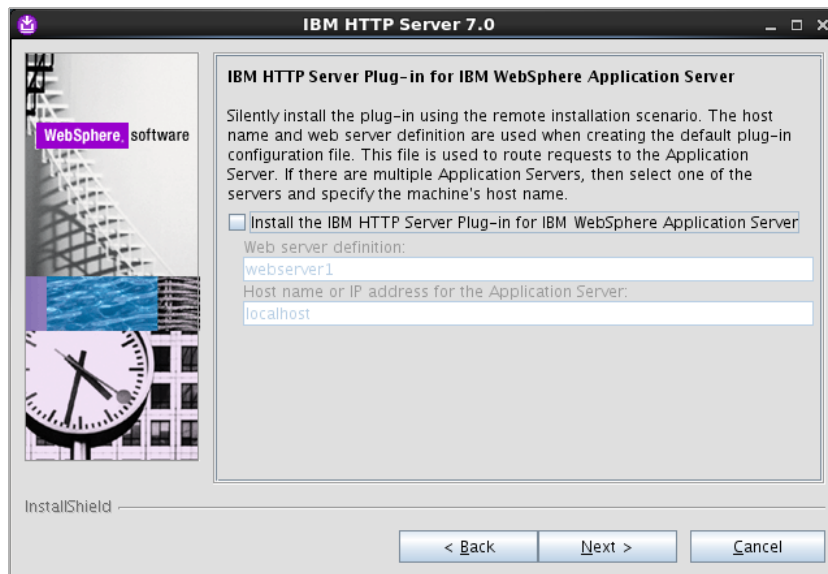 IBM HTTP Server 7.0
WebSphere. software
IBM HTTP Server Plug-in for IBM WebSphere Application Server
Silently install the plug-in using the remote installation scenario. The host
name and web server definition are used when creating the default plug-in
configuration file. This file is used to route requests to the Application
Server. If there are multiple Application Servers, then select one of the
servers and specify the machine's host name.
Install the IBM HTTP Server Plug-in for IBM WebSphere Application Server
Web server definition:
webserver1
Host name or IP address for the Application Server:
localhost
InstallShield
< Back
Next >
Cancel